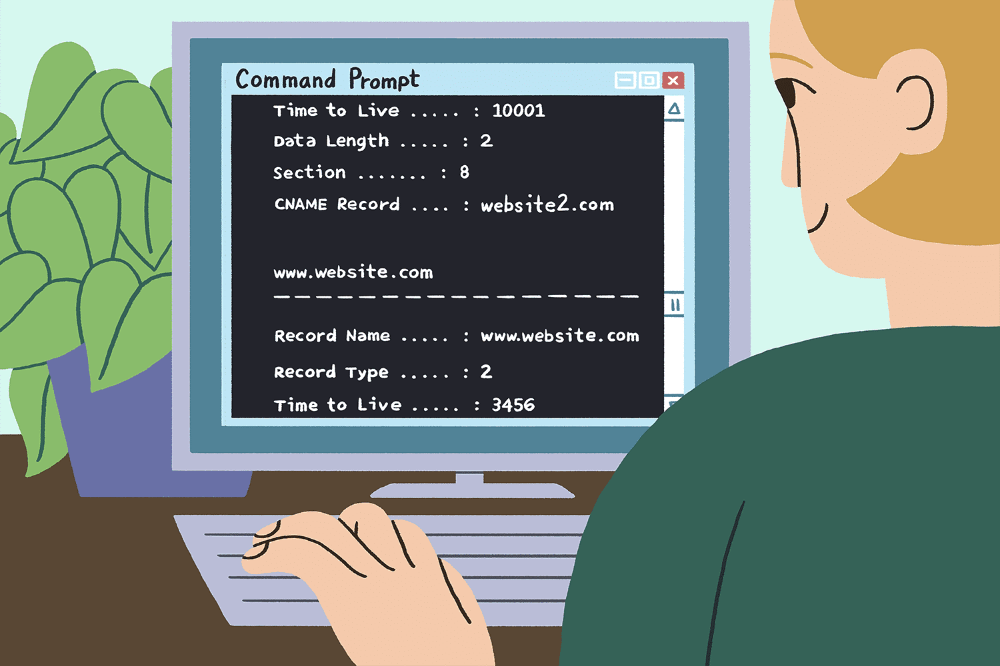 Command Prompt
Time to Live ..... : 10001
Data Length ..... : 2
Section ....... : 8
CNAME Record .... : website2.com
www.website.com
— — — — — — — — — — — — — — — — —
Record Name ..... : www.website.com
Record Type ..... : 2
Time to Live ..... : 3456